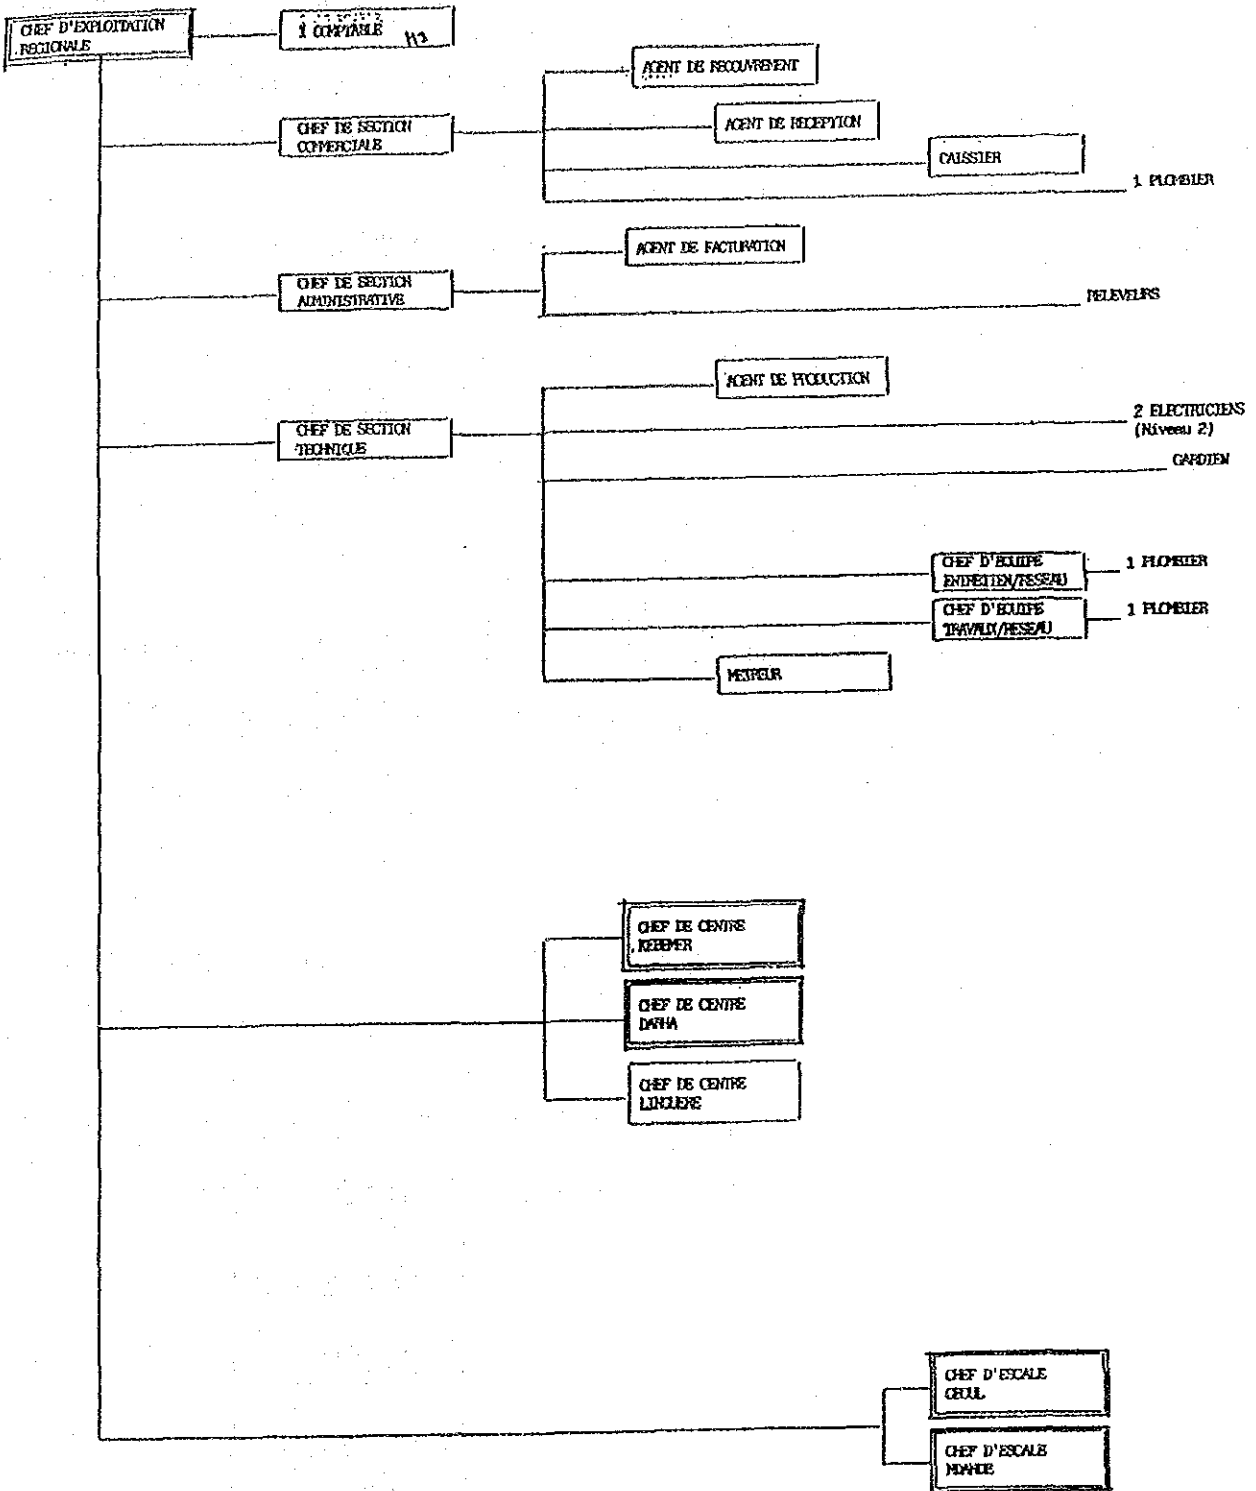 CHEF D'EXPLOITATION
REGIONALE
1 COMPTABLE
AGENT DE RECOUVREMENT
AGENT DE RECEPTION
CHEF DE SECTION
COMMERCIALE
CAISSIER
1 PLOMBIER
AGENT DE FACTURATION
CHEF DE SECTION
ADMINISTRATIVE
RELEVEURS
AGENT DE PRODUCTION
2 ELECTRICIENS
(Niveau 2)
CHEF DE SECTION
TECHNIQUE
GARDIEN
CHEF D'EQUIPE
ENTRETIEN/RESEAU
1 PLOMBIER
CHEF D'EQUIPE
TRAVAUX/RESEAU
1 PLOMBIER
METREUR
CHEF DE CENTRE
KEBEMER
CHEF DE CENTRE
DAHRA
CHEF DE CENTRE
LINGUERE
CHEF D'ESCALE
GEOUL
CHEF D'ESCALE
NDANDE